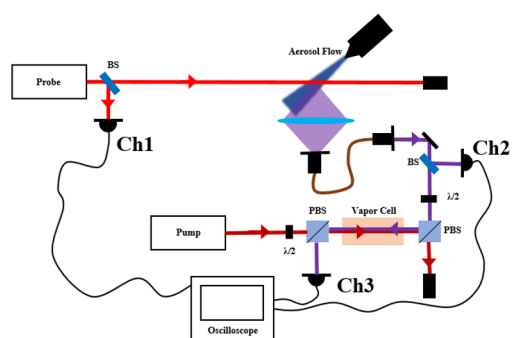 Aerosol Flow
BS
Probe
Ch1
Ch2
BS
λ/2
PBS
Vapor Cell
PBS
Pump
λ/2
Ch3
Oscilloscope